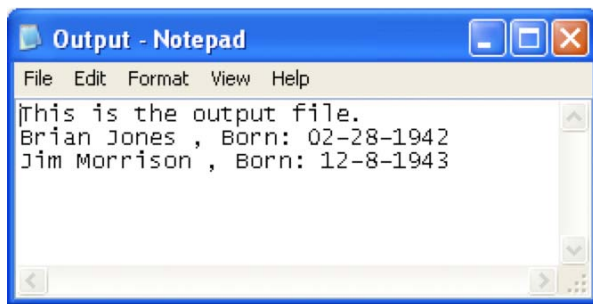 Output - Notepad
File Edit Format View Help
This is the output file.
Brian Jones , Born: 02-28-1942
Jim Morrison , Born: 12-8-1943